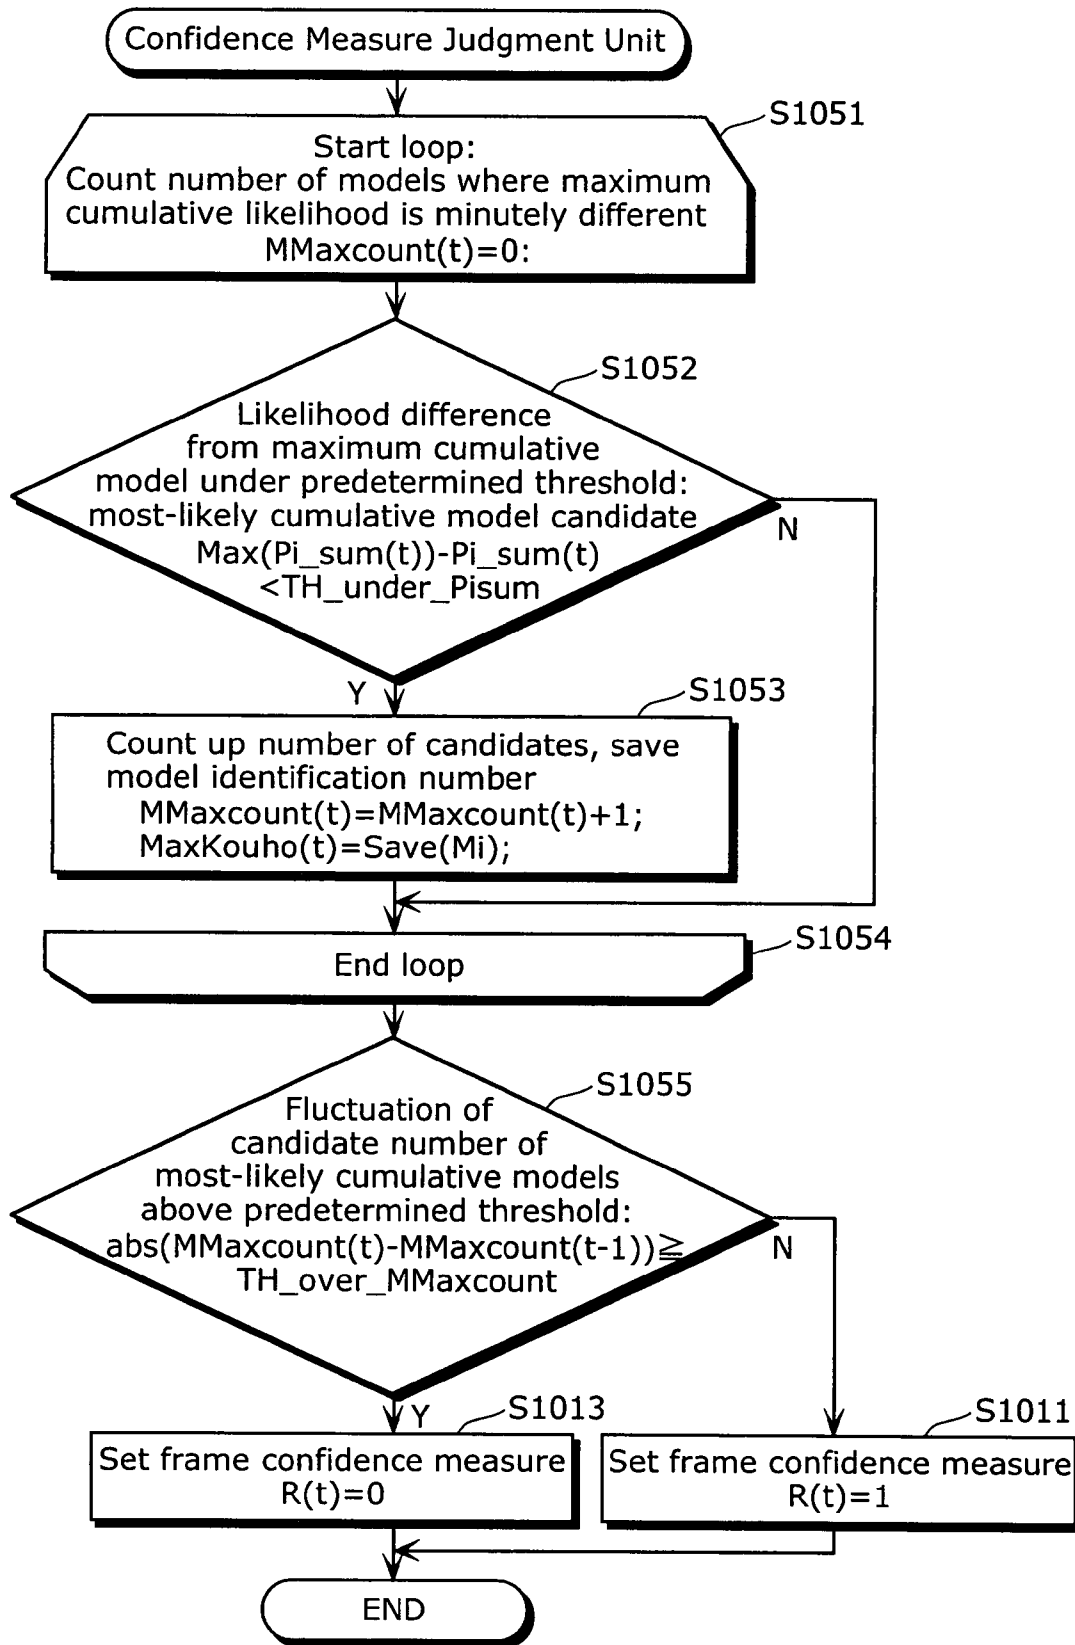 Confidence Measure Judgment Unit
S1051
Start loop:
Count number of models where maximum
cumulative likelihood is minutely different
MMaxcount(t)=0:
S1052
Likelihood difference
from maximum cumulative
model under predetermined threshold:
most-likely cumulative model candidate
Max(Pi_sum(t))-Pi_sum(t)
<TH_under_Pisum
N
Y
S1053
Count up number of candidates, save
model identification number
MMaxcount(t)=MMaxcount(t)+1;
MaxKouho(t)=Save(Mi);
S1054
End loop
S1055
Fluctuation of
candidate number of
most-likely cumulative models
above predetermined threshold:
abs(MMaxcount(t)-MMaxcount(t-1))≧
TH_over_MMaxcount
N
Y
S1013
Set frame confidence measure
R(t)=0
S1011
Set frame confidence measure
R(t)=1
END